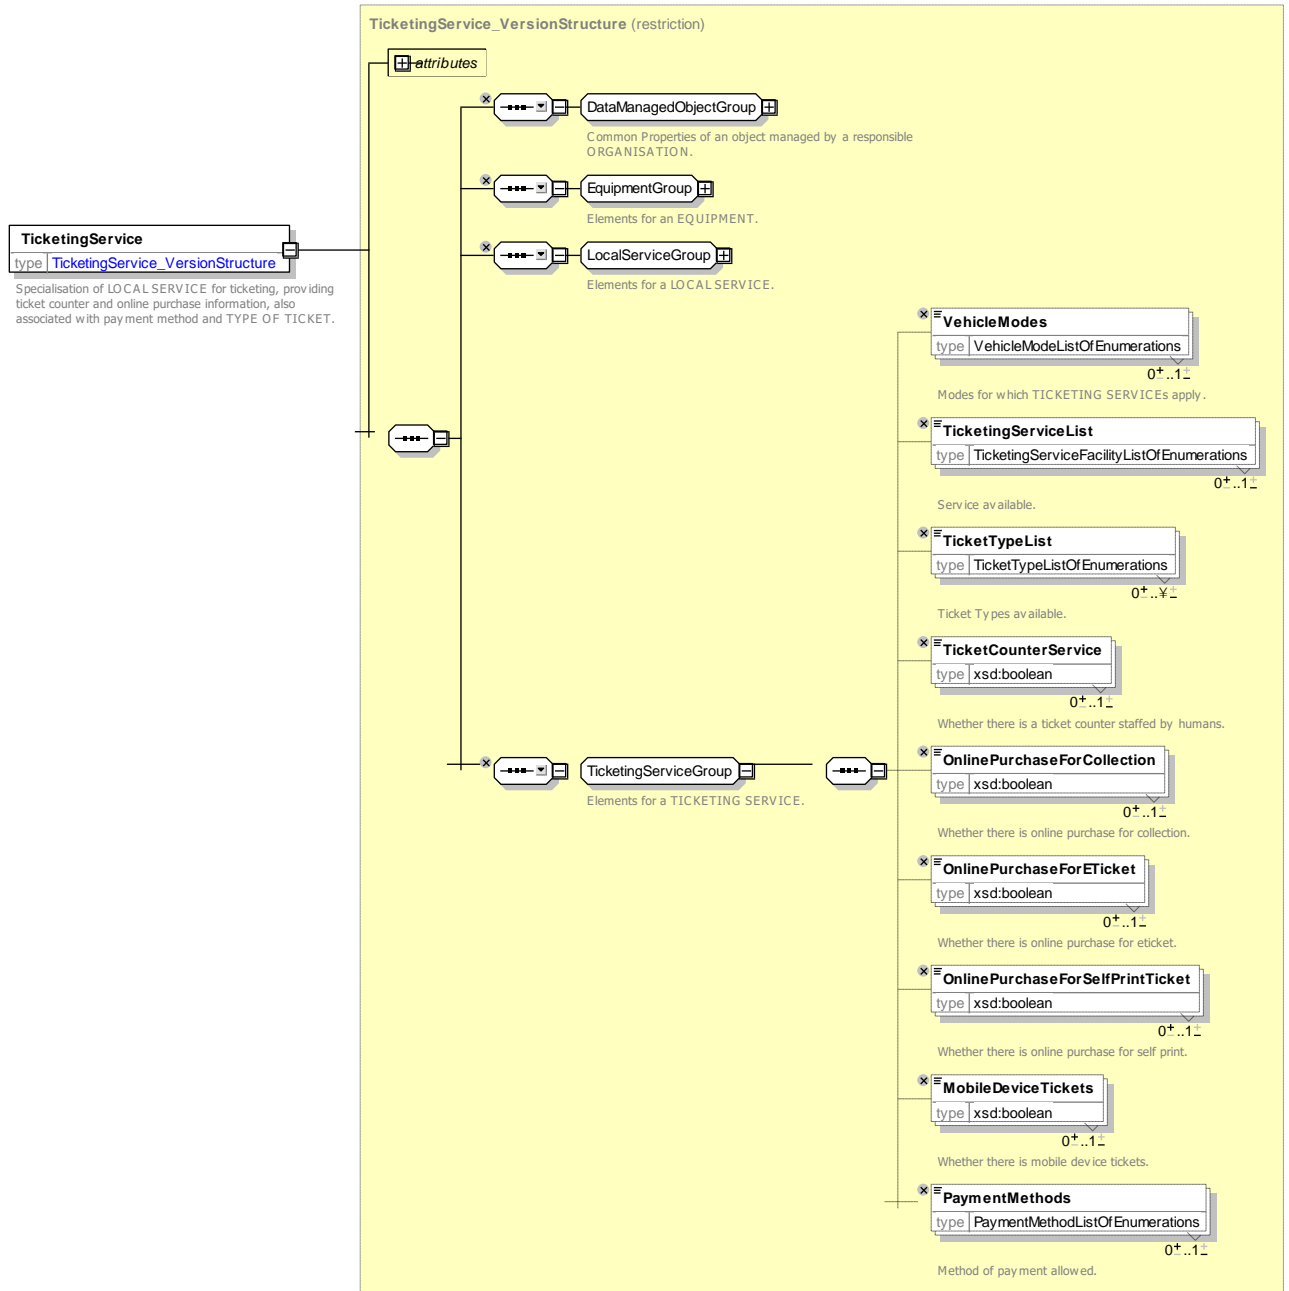 TicketingService_VersionStructure (restriction)
attributes
DataManagedObjectGroup
Common Properties of an object managed by a responsible
ORGANISATION.
EquipmentGroup
Elements for an EQUIPMENT.
TicketingService
type TicketingService_VersionStructure
Specialisation of LOCAL SERVICE for ticketing, providing
ticket counter and online purchase information, also
associated with payment method and TYPE OF TICKET.
LocalServiceGroup
Elements for a LOCAL SERVICE.
VehicleModes
type VehicleModeListOfEnumerations
0±..1±
Modes for which TICKETING SERVICEs apply.
TicketingServiceList
type TicketingServiceFacilityListOfEnumerations
0±..1±
Service available.
TicketTypeList
type TicketTypeListOfEnumerations
0±..¥±
Ticket Types available.
TicketCounterService
type xsd:boolean
0±..1±
Whether there is a ticket counter staffed by humans.
TicketingServiceGroup
Elements for a TICKETING SERVICE.
OnlinePurchaseForCollection
type xsd:boolean
0±..1±
Whether there is online purchase for collection.
OnlinePurchaseForETicket
type xsd:boolean
0±..1±
Whether there is online purchase for eticket.
OnlinePurchaseForSelfPrintTicket
type xsd:boolean
0±..1±
Whether there is online purchase for self print.
MobileDeviceTickets
type xsd:boolean
0±..1±
Whether there is mobile device tickets.
PaymentMethods
type PaymentMethodListOfEnumerations
0±..1±
Method of payment allowed.